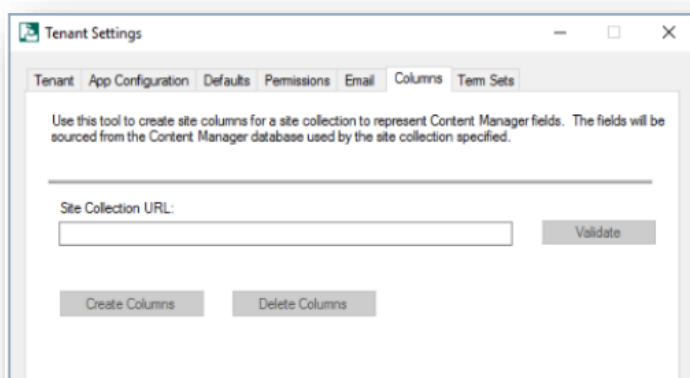 Tenant Settings
Tenant App Configuration Defaults Permissions Email Columns Term Sets
Use this tool to create site columns for a site collection to represent Content Manager fields. The fields will be
sourced from the Content Manager database used by the site collection specified.
Site Collection URL:
Validate
Create Columns Delete Columns